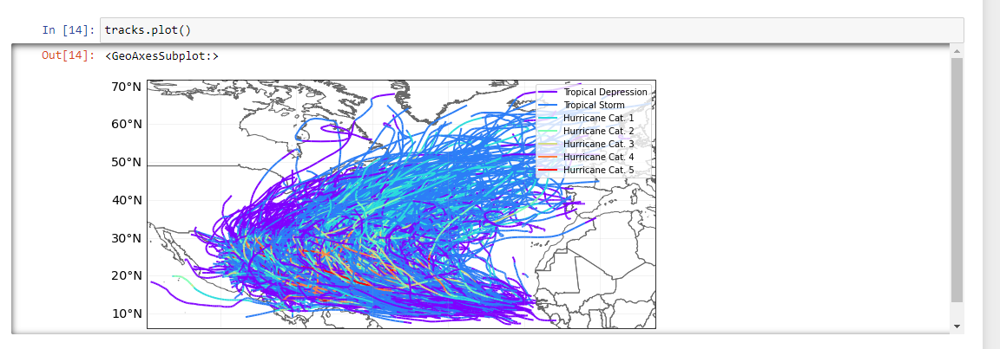 In [14]: tracks.plot()
Out[14]: <GeoAxesSubplot:>
70°N
60°N
50°N
40°N
30°N
20°N
10°N
Tropical Depression
Tropical Storm
Hurricane Cat. 1
Hurricane Cat. 2
Hurricane Cat. 3
Hurricane Cat. 4
Hurricane Cat. 5